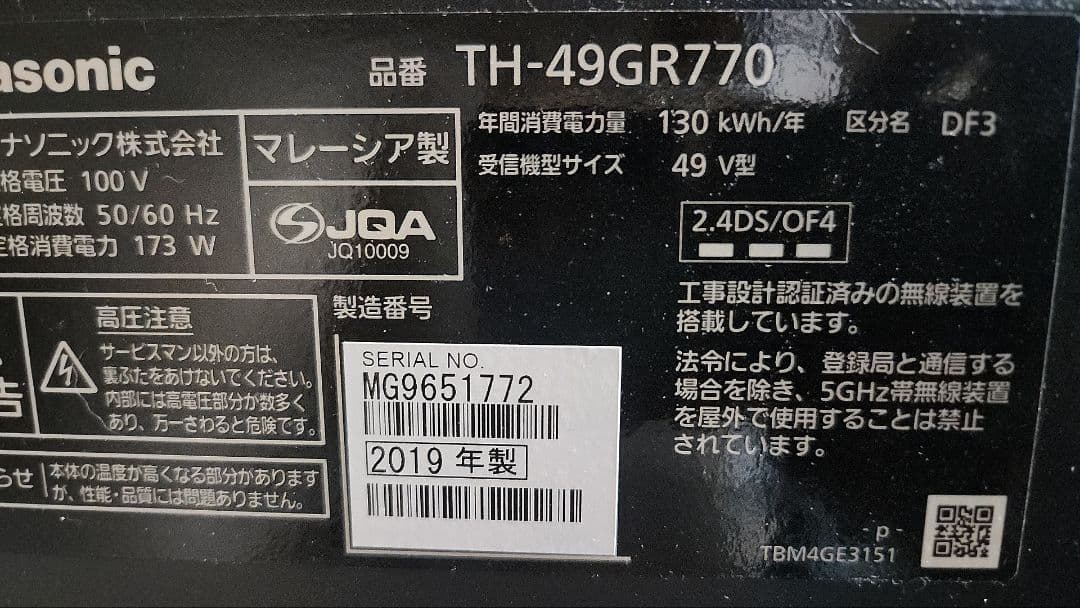 asonic
品番 TH-49GR770
ナソニック株式会社
格電圧 100 V
定格周波数 50/60 Hz
定格消費電力 173 W
マレーシア製
JQA
JQ10009
年間消費電力量 130 kWh/年 区分名 DF3
受信機型サイズ 49 V型
2.4DS/OF4
工事設計認証済みの無線装置を
搭載しています。
法令により、登録局と通信する
場合を除き、5GHz帯無線装置
を屋外で使用することは禁止
されています。
高圧注意
サービスマン以外の方は、
裏ぶたをあけないでください。
内部には高電圧部分が数多く
あり、万一さわると危険です。
告
らせ
本体の温度が高くなる部分があります
が、性能・品質には問題ありません。
製造番号
SERIAL NO.
MG9651772
2019 年製
- p -
TBM4GE3151